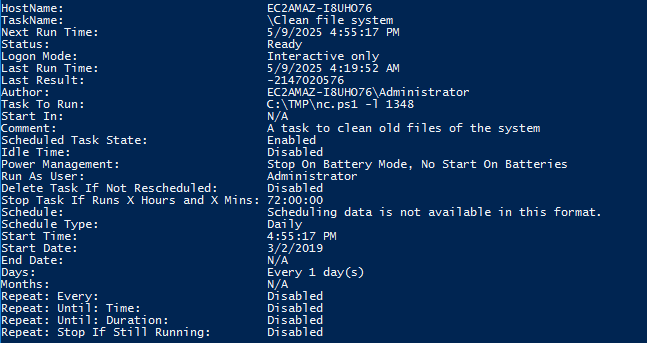 HostName: EC2AMAZ-I8UHO76
TaskName: \Clean file system
Next Run Time: 5/9/2025 4:55:17 PM
Status: Ready
Logon Mode: Interactive only
Last Run Time: 5/9/2025 4:19:52 AM
Last Result: -2147020576
Author: EC2AMAZ-I8UHO76\Administrator
Task To Run: C:\TMP\nc.ps1 -l 1348
Start In: N/A
Comment: A task to clean old files of the system
Scheduled Task State: Enabled
Idle Time: Disabled
Power Management: Stop On Battery Mode, No Start On Batteries
Run As User: Administrator
Delete Task If Not Rescheduled: Disabled
Stop Task If Runs X Hours and X Mins: 72:00:00
Schedule: Scheduling data is not available in this format.
Schedule Type: Daily
Start Time: 4:55:17 PM
Start Date: 3/2/2019
End Date: N/A
Days: Every 1 day(s)
Months: N/A
Repeat: Every: Disabled
Repeat: Until: Time: Disabled
Repeat: Until: Duration: Disabled
Repeat: Stop If Still Running: Disabled